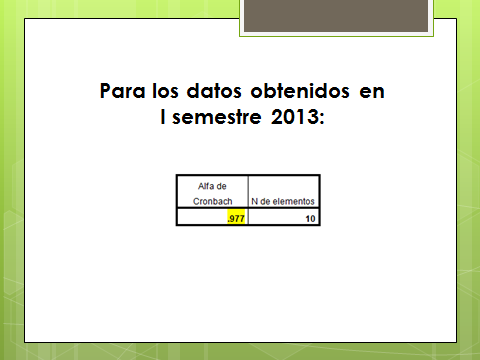 Para los datos obtenidos en
I semestre 2013:
Alfa de
Cronbach N de elementos
.977 10